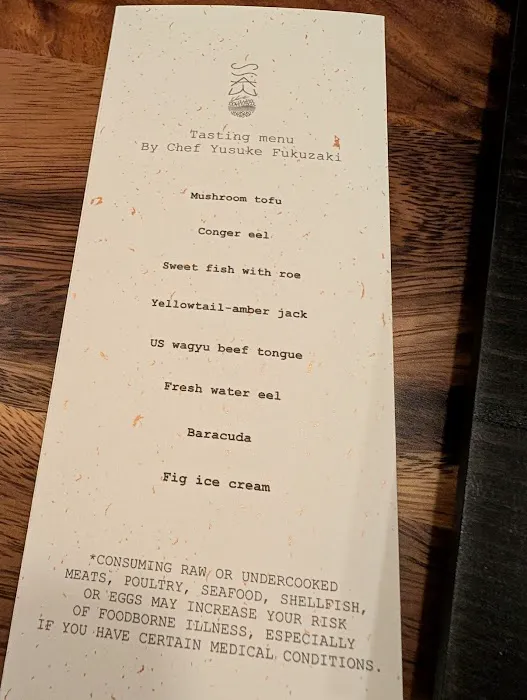 Tasting menu
By Chef Yusuke Fukuzaki
Mushroom tofu
Conger eel
Sweet fish with roe
Yellowtail-amber jack
US wagyu beef tongue
Fresh water eel
Baracuda
Fig ice cream
*CONSUMING RAW OR UNDERCOOKED
MEATS, POULTRY, SEAFOOD, SHELLFISH,
OR EGGS MAY INCREASE YOUR RISK
OF FOODBORNE ILLNESS, ESPECIALLY
IF YOU HAVE CERTAIN MEDICAL CONDITIONS.